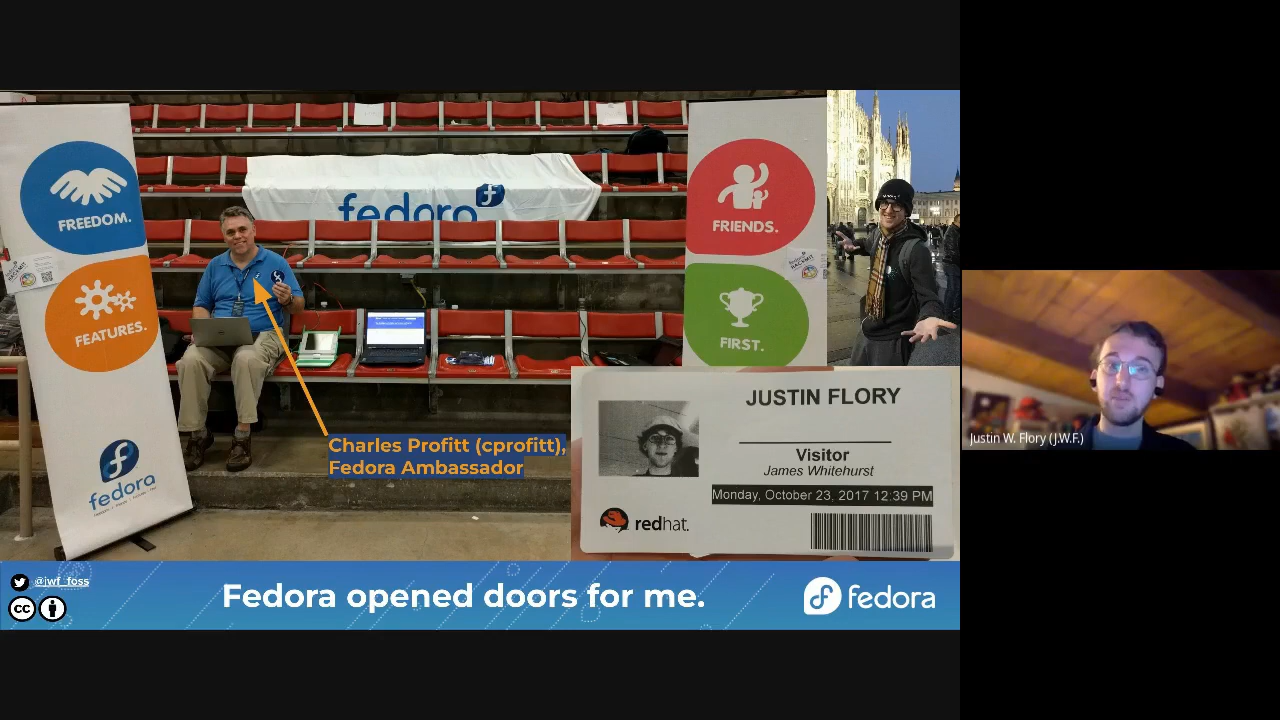 FREEDOM.
FEATURES.
fedora
fedora
FRIENDS.
FIRST.
Charles Profitt (cprofitt),
Fedora Ambassador
JUSTIN FLORY
Visitor
James Whitehurst
Monday, October 23, 2017 12:39 PM
redhat.
@jwf_foss
cc
Fedora opened doors for me.
fedora
Justin W. Flory (J.W.F.)